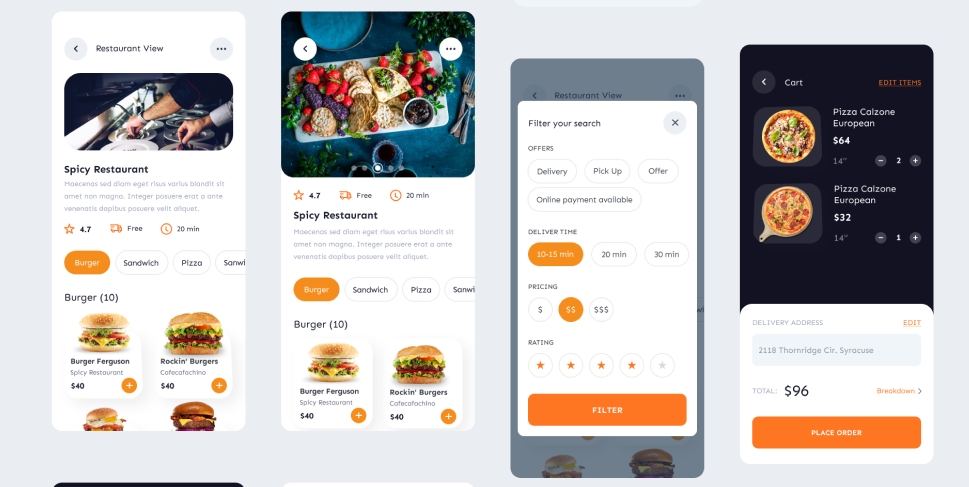 Restaurant View
Spicy Restaurant
Maecenas sed diam eget risus varius blandit sit
amet non magna. Integer posuere erat a ante
venenatis dapibus posuere velit aliquet.
4.7
Free
20 min
Burger
Sandwich
Pizza
Sanwi
Burger (10)
Burger Ferguson
Spicy Restaurant
$40
Rockin' Burgers
Cafecafachino
$40
4.7
Free
20 min
Spicy Restaurant
Maecenas sed diam eget risus varius blandit sit
amet non magna. Integer posuere erat a ante
venenatis dapibus posuere velit aliquet.
Burger
Sandwich
Pizza
Sanwi
Burger (10)
Burger Ferguson
Spicy Restaurant
$40
Rockin' Burgers
Cafecafachino
$40
Restaurant View
Filter your search
OFFERS
Delivery
Pick Up
Offer
Online payment available
DELIVER TIME
10-15 min
20 min
30 min
PRICING
$
$$
$$$
RATING
FILTER
Cart
EDIT ITEMS
Pizza Calzone
European
$64
14"
2
Pizza Calzone
European
$32
14"
1
DELIVERY ADDRESS
EDIT
2118 Thornridge Cir. Syracuse
TOTAL:
$96
Breakdown
PLACE ORDER